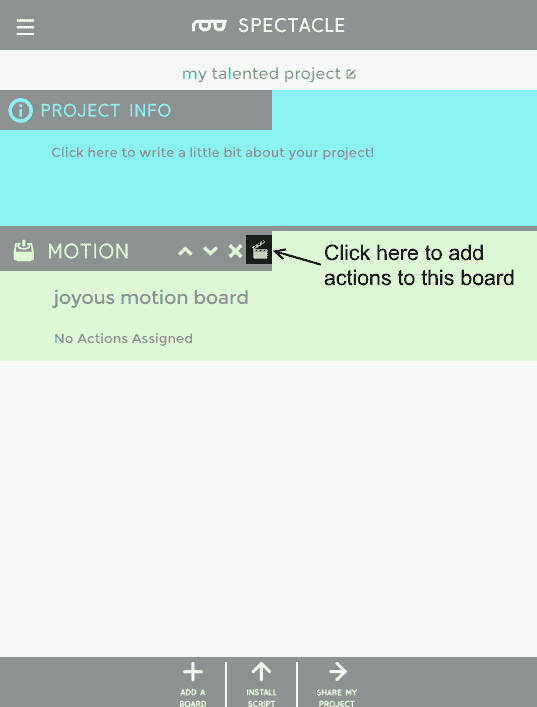 SPECTACLE
my talented project
PROJECT INFO
Click here to write a little bit about your project!
MOTION
Click here to add
actions to this board
joyous motion board
No Actions Assigned
ADD A
BOARD
INSTALL
SCRIPT
SHARE MY
PROJECT